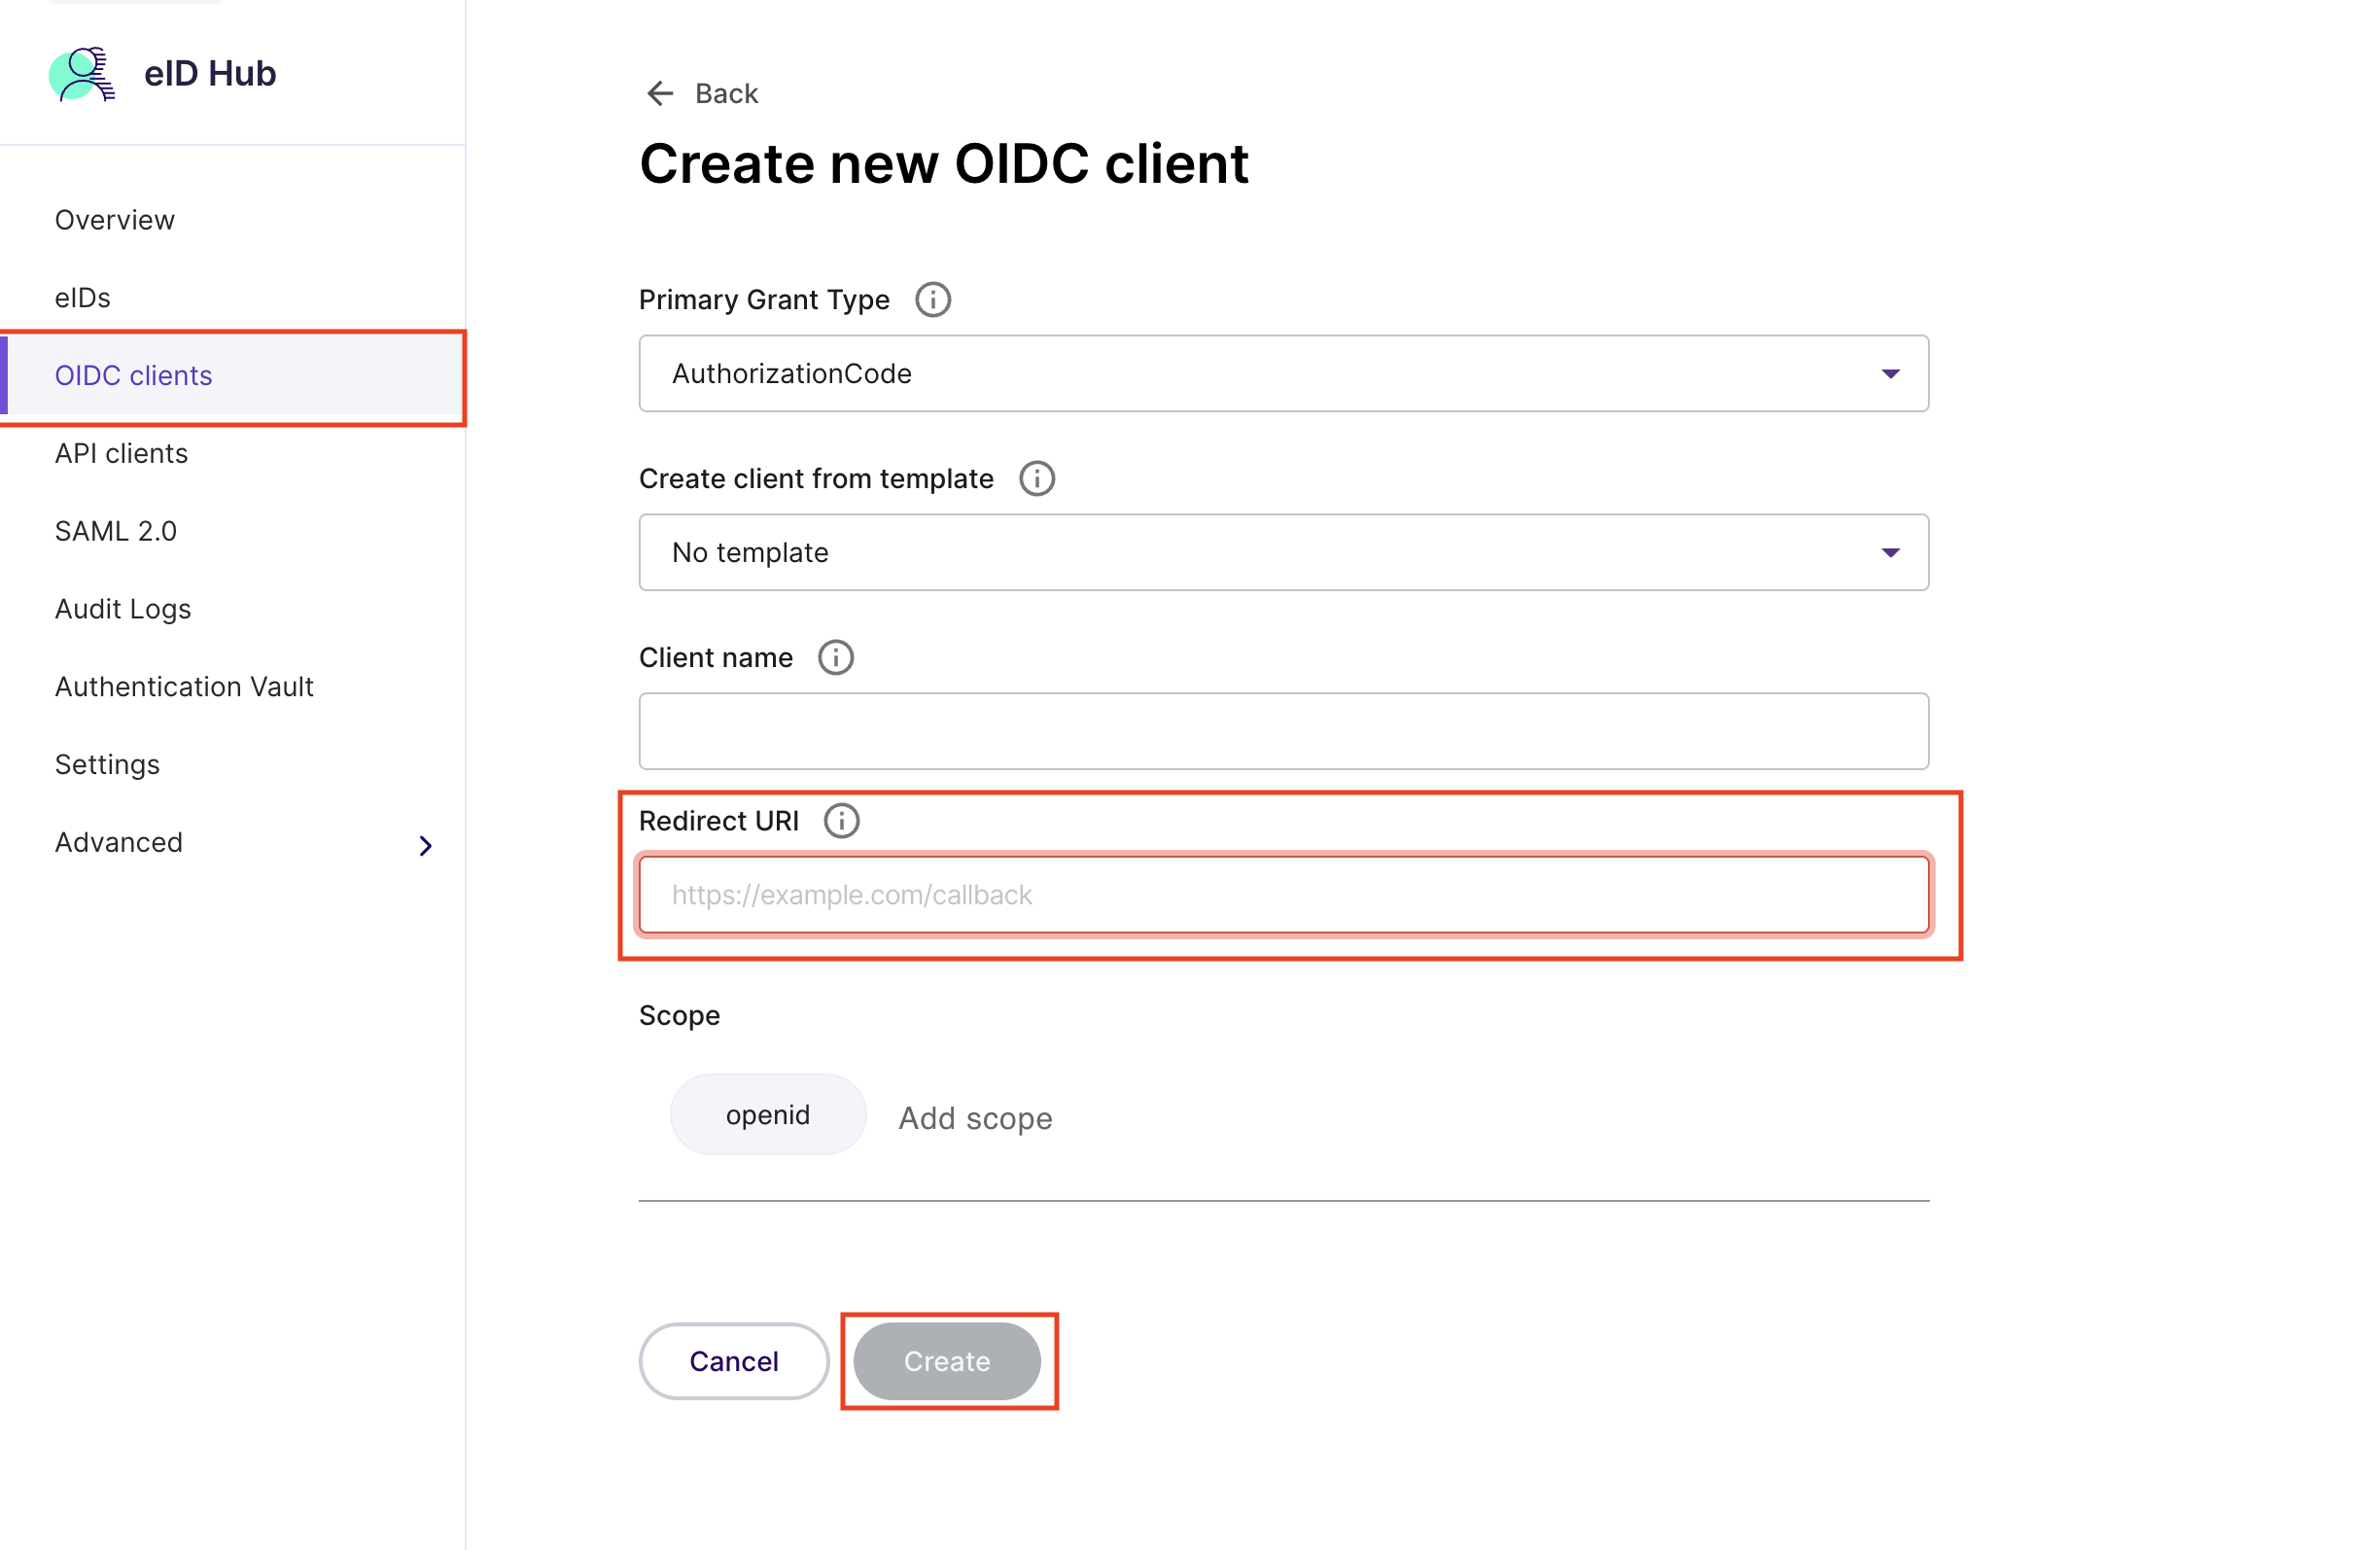 eID Hub
Overview
eIDs
OIDC clients
API clients
SAML 2.0
Audit Logs
Authentication Vault
Settings
Advanced
Back
Create new OIDC client
Primary Grant Type
AuthorizationCode
Create client from template
No template
Client name
Redirect URI
https://example.com/callback
Scope
openid Add scope
Cancel Create